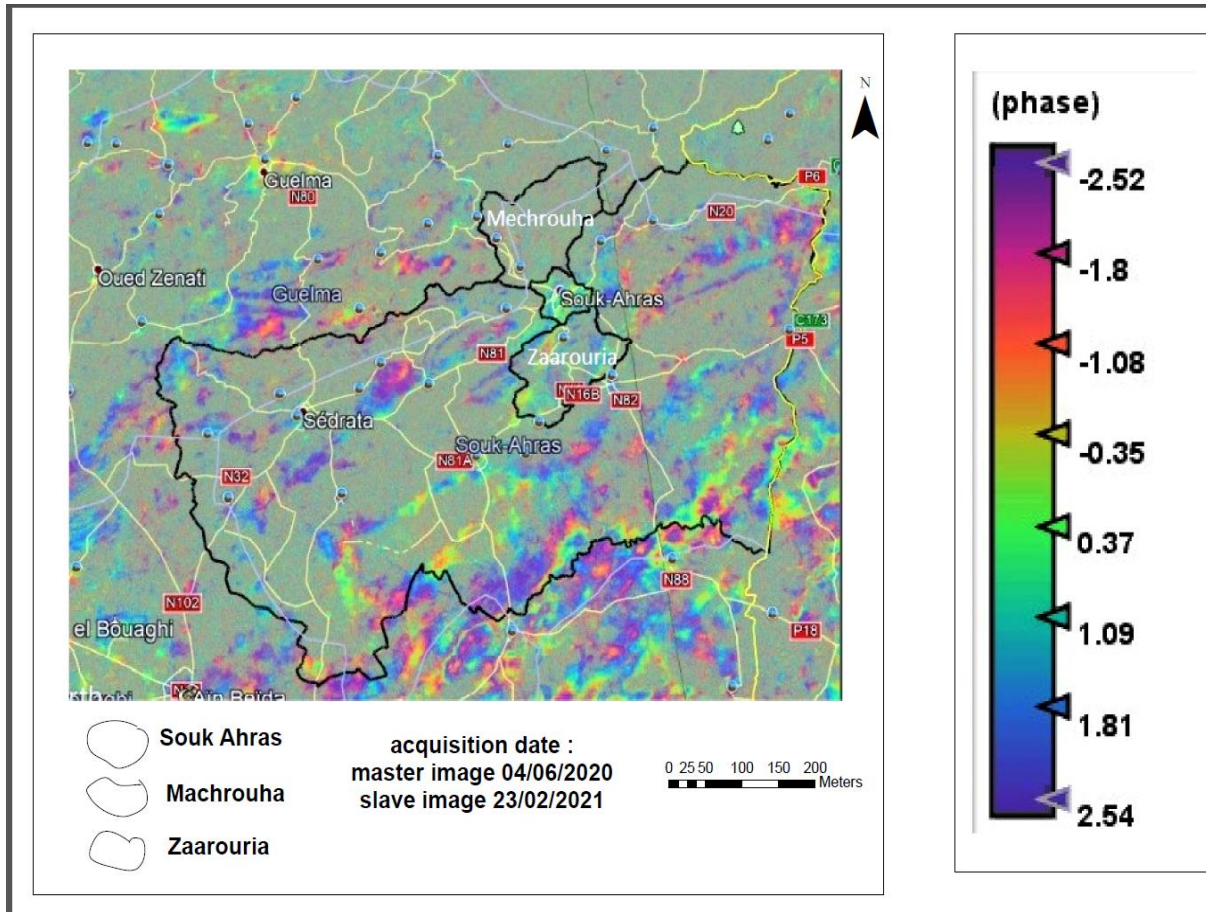 N
P6
Guelma
N80
Mechrouha
N20
Oued Zenati
Guelma
Souk-Ahras
C173
P5
N81
Zaarouria
N16B
N82
Sédrata
Souk-Ahras
N81A
N32
N88
N102
el Bouaghi
P18
Aïn Beïda
Souk Ahras
Machrouha
Zaarouria
acquisition date :
master image 04/06/2020
slave image 23/02/2021
0 25 50 100 150 200
Meters
(phase)
-2.52
-1.8
-1.08
-0.35
0.37
1.09
1.81
2.54